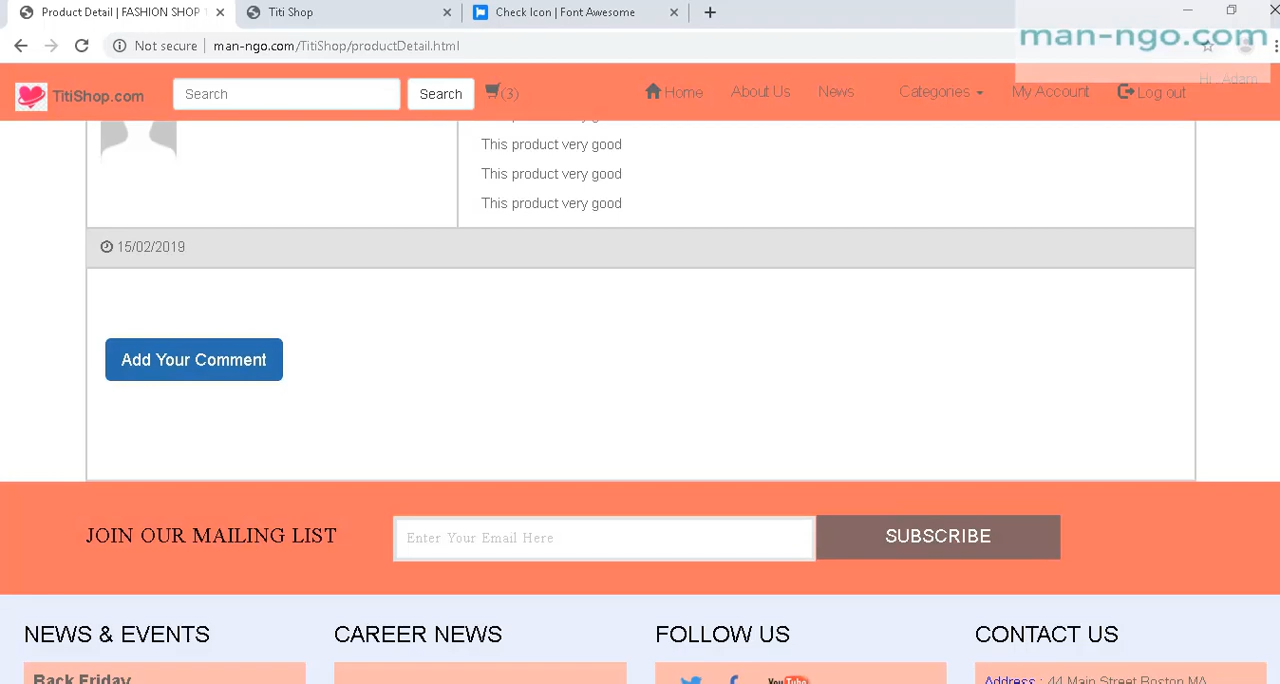 Product Detail | FASHION SHOP
Titi Shop
Check Icon | Font Awesome
Not secure
man-ngo.com/TitiShop/productDetail.html
man-ngo.com
Hi, Adam
TitiShop.com
Search
Search
(3)
Home
About Us
News
Categories
My Account
Log out
This product very good
This product very good
This product very good
15/02/2019
Add Your Comment
JOIN OUR MAILING LIST
Enter Your Email Here
SUBSCRIBE
NEWS & EVENTS
CAREER NEWS
FOLLOW US
CONTACT US
Back Friday
You Tube
Address : 44 Main Street Boston MA